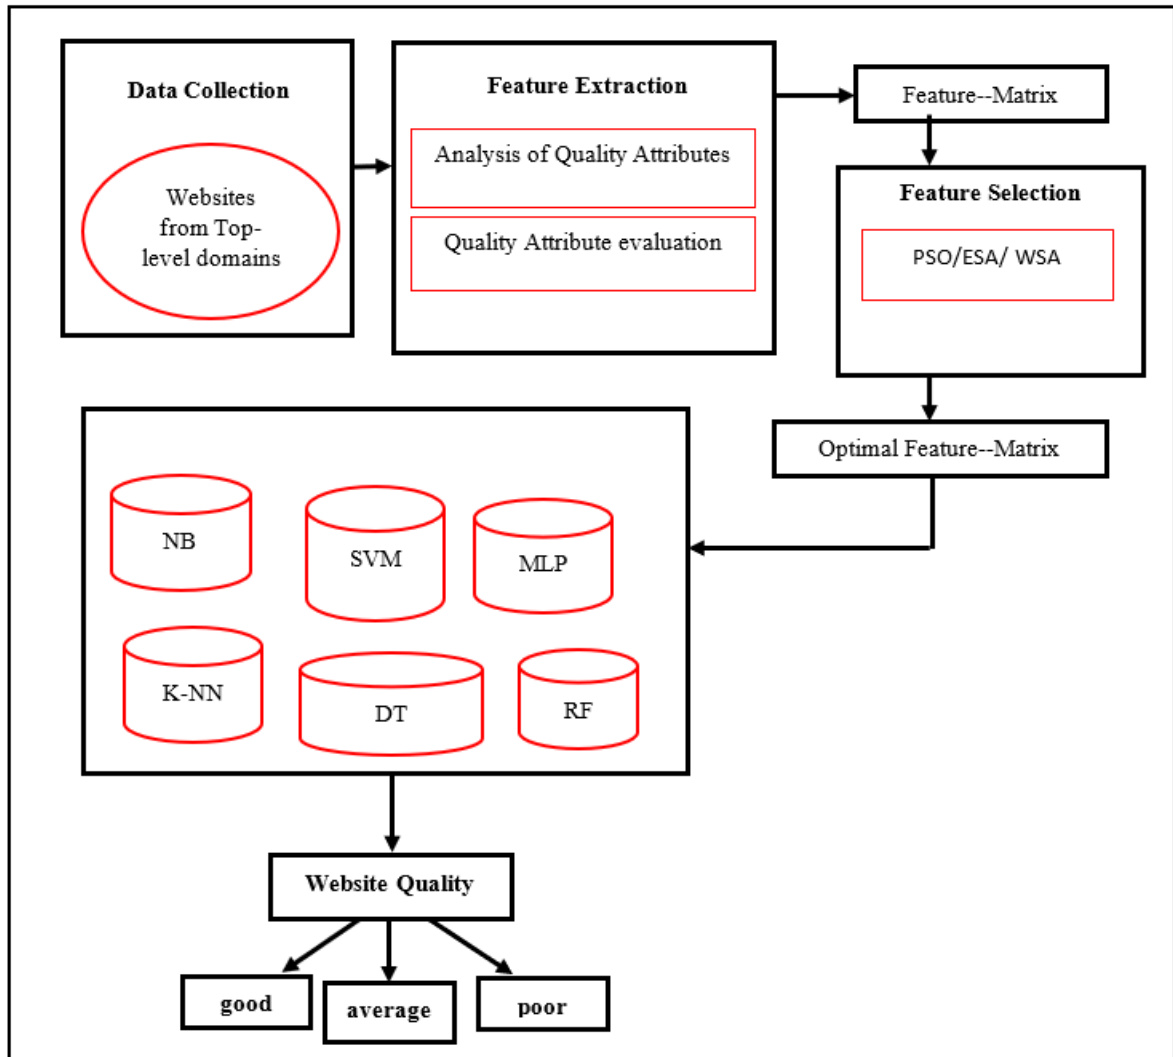 Data Collection
Websites
from Top-
level domains
Feature Extraction
Analysis of Quality Attributes
Quality Attribute evaluation
Feature--Matrix
Feature Selection
PSO/ESA/ WSA
Optimal Feature--Matrix
NB
SVM
MLP
K-NN
DT
RF
Website Quality
good
average
poor